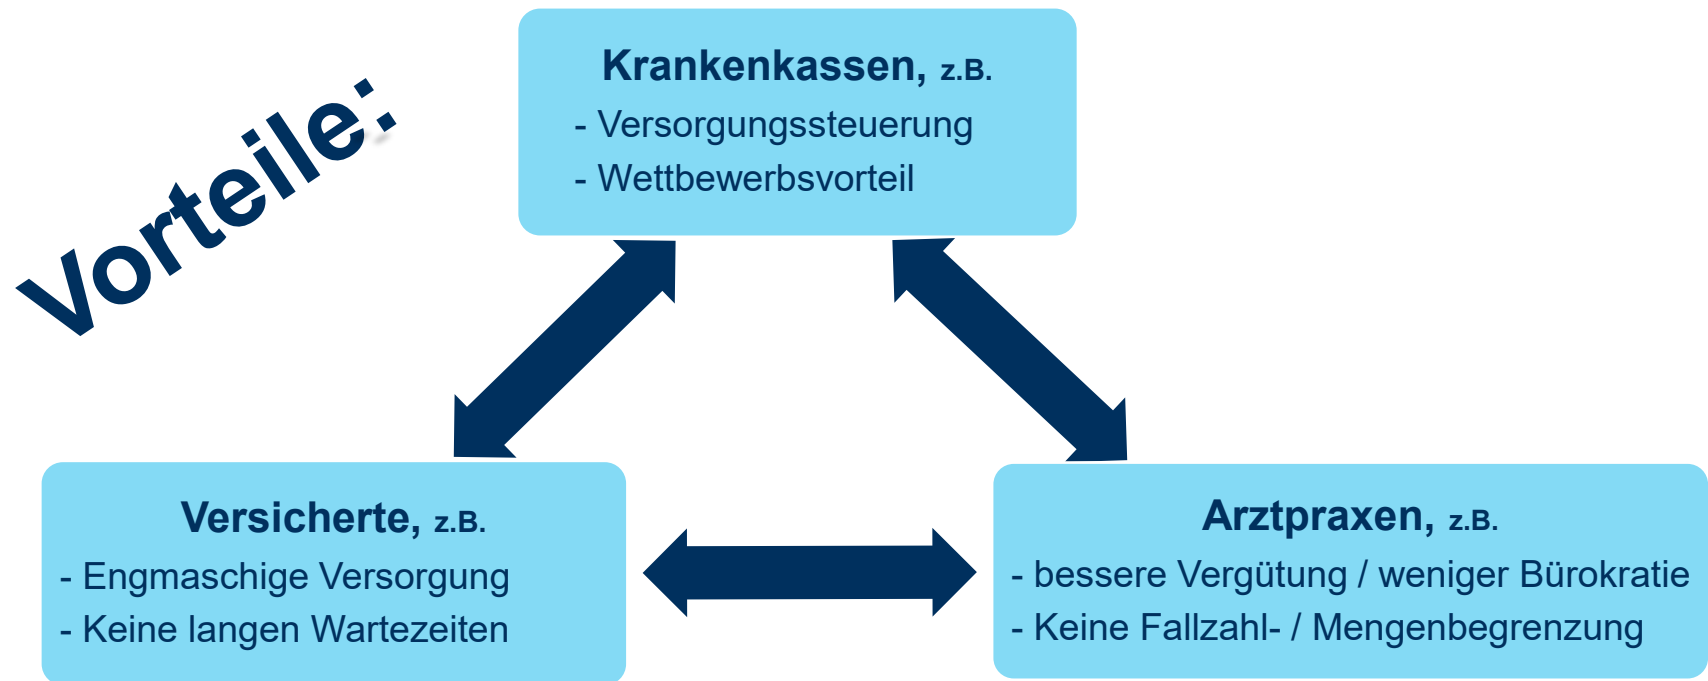 Vorteile:
Krankenkassen, z.B.
- Versorgungssteuerung
- Wettbewerbsvorteil
Versicherte, z.B.
- Engmaschige Versorgung
- Keine langen Wartezeiten
Arztpraxen, z.B.
- bessere Vergütung / weniger Bürokratie
- Keine Fallzahl- / Mengenbegrenzung